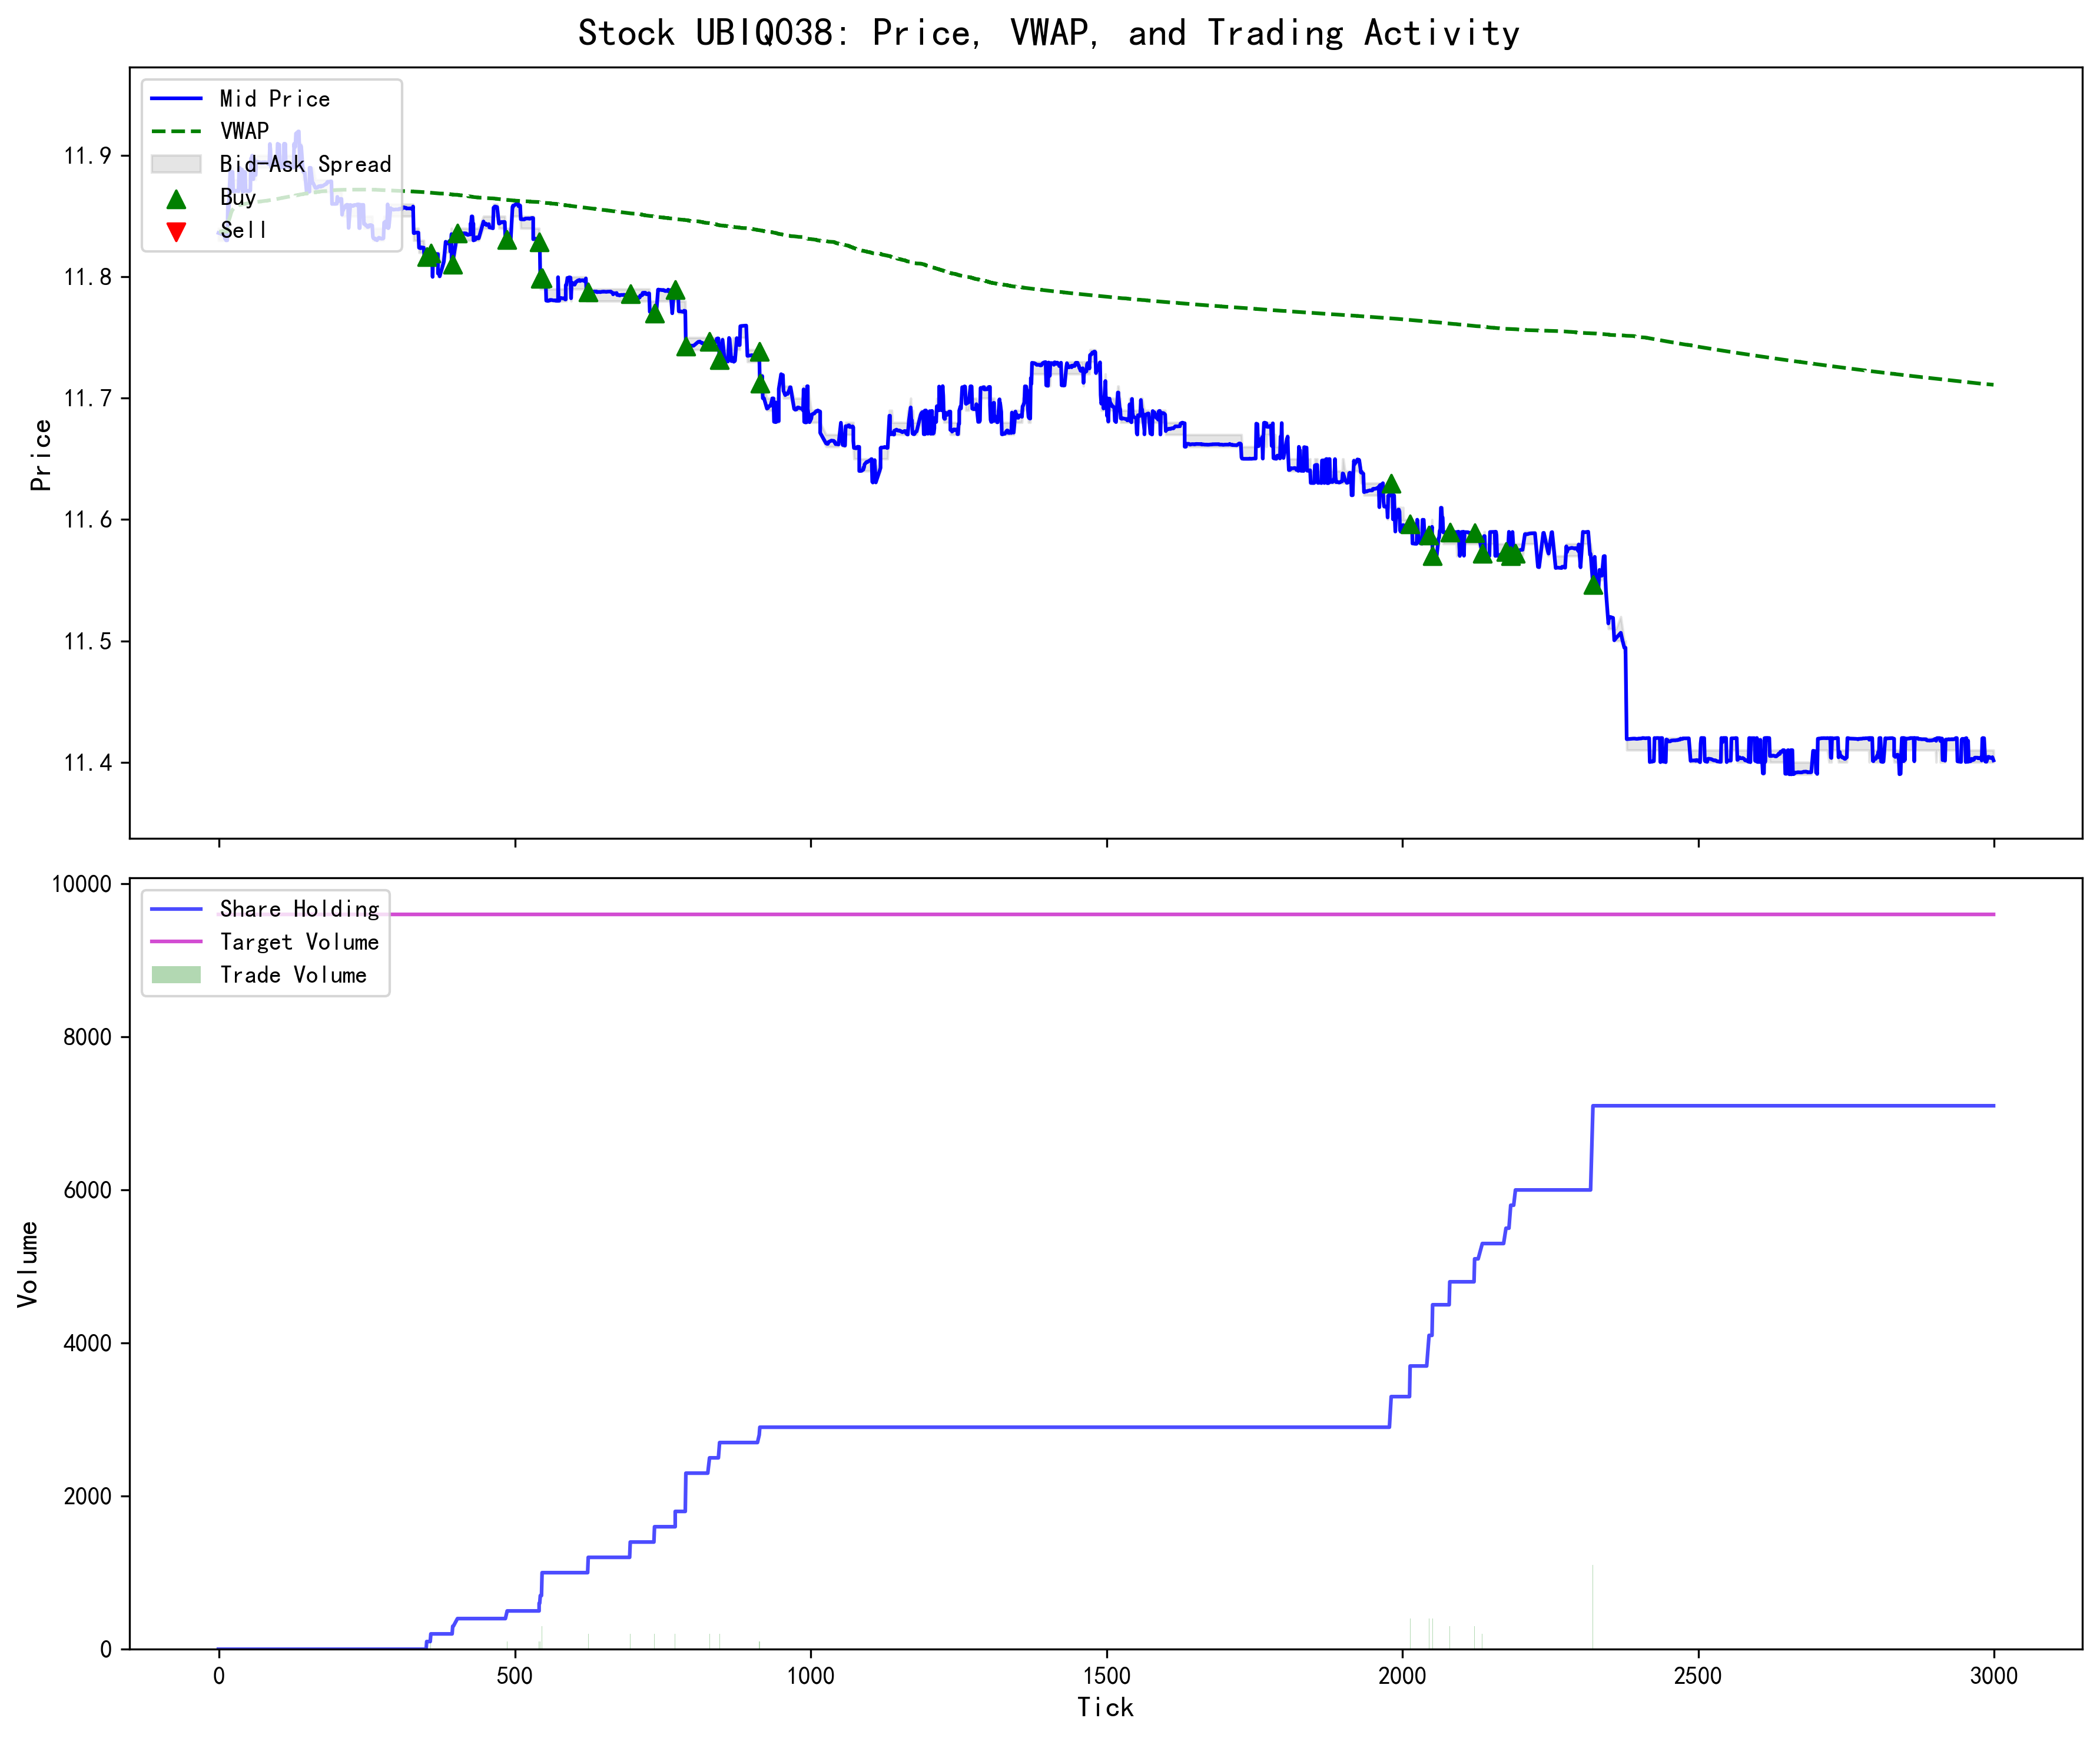 Stock UBIQ038: Price, VWAP, and Trading Activity
Mid Price
VWAP
Bid-Ask Spread
Buy
Sell
11.9
11.8
11.7
11.6
11.5
11.4
Price
Share Holding
Target Volume
Trade Volume
10000
8000
6000
4000
2000
0
Volume
0
500
1000
1500
2000
2500
3000
Tick